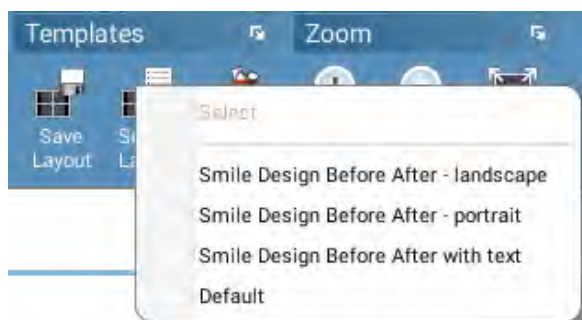 Templates
Zoom
Save
Layout
Select
Smile Design Before After - landscape
Smile Design Before After - portrait
Smile Design Before After with text
Default